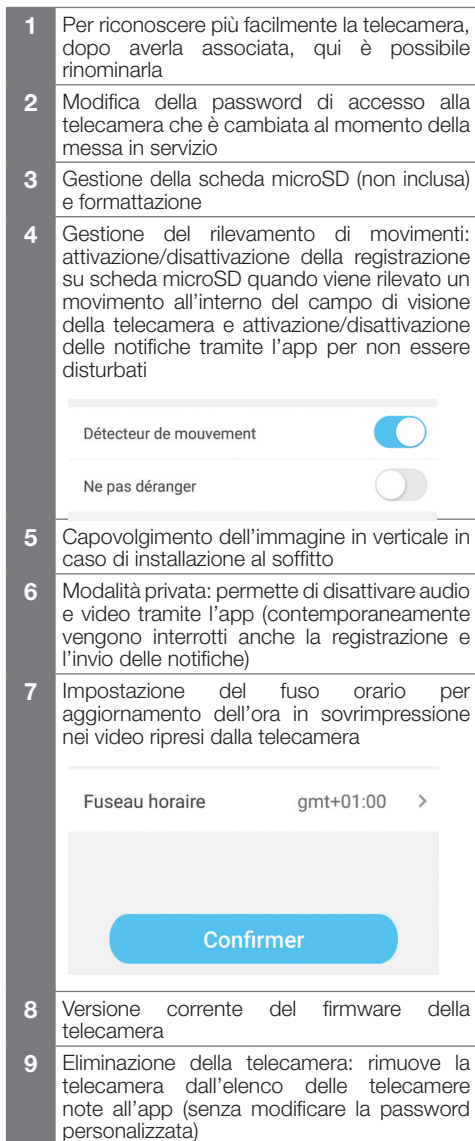 1 Per riconoscere più facilmente la telecamera,
dopo averla associata, qui è possibile
rinominarla
2 Modifica della password di accesso alla
telecamera che è cambiata al momento della
messa in servizio
3 Gestione della scheda microSD (non inclusa)
e formattazione
4 Gestione del rilevamento di movimenti:
attivazione/disattivazione della registrazione
su scheda microSD quando viene rilevato un
movimento all'interno del campo di visione
della telecamera e attivazione/disattivazione
delle notifiche tramite l'app per non essere
disturbati
Détecteur de mouvement
Ne pas déranger
5 Capovolgimento dell'immagine in verticale in
caso di installazione al soffitto
6 Modalità privata: permette di disattivare audio
e video tramite l'app (contemporaneamente
vengono interrotti anche la registrazione e
l'invio delle notifiche)
7 Impostazione del fuso orario per
aggiornamento dell'ora in sovrimpressione
nei video ripresi dalla telecamera
Fuseau horaire gmt+01:00 >
Confirmer
8 Versione corrente del firmware della
telecamera
9 Eliminazione della telecamera: rimuove la
telecamera dall'elenco delle telecamere
note all'app (senza modificare la password
personalizzata)